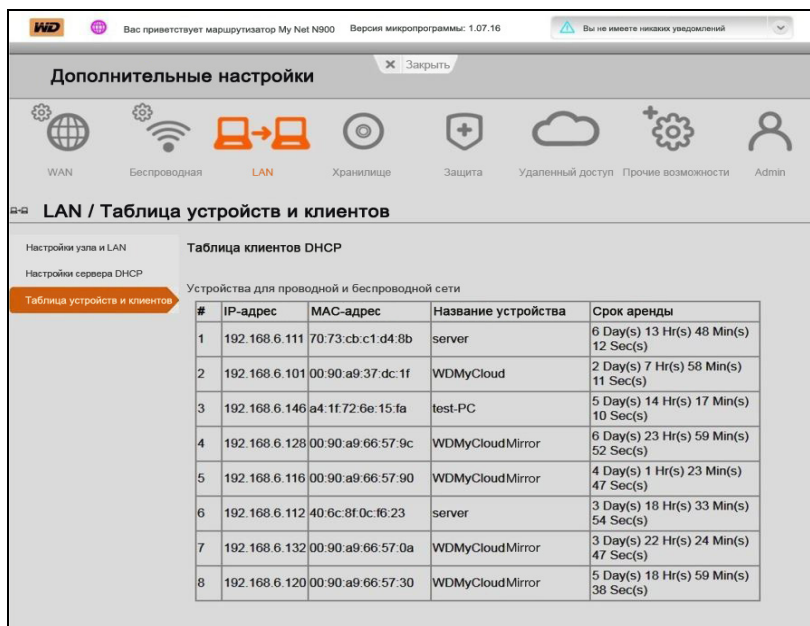 WD Вас приветствует маршрутизатор My Net N900 Версия микропрограммы: 1.07.16 Вы не имеете никаких уведомлений
Дополнительные настройки
Закрыть
WAN Беспроводная LAN Хранилище Защита Удаленный доступ Прочие возможности Admin
LAN / Таблица устройств и клиентов
Настройки узла и LAN
Настройки сервера DHCP
Таблица устройств и клиентов
Таблица клиентов DHCP
Устройства для проводной и беспроводной сети
# IP-адрес MAC-адрес Название устройства Срок аренды
1 192.168.6.111 70:73:cb:c1:d4:8b server 6 Day(s) 13 Hr(s) 48 Min(s)
12 Sec(s)
2 192.168.6.101 00:90:a9:37:dc:1f WDMyCloud 2 Day(s) 7 Hr(s) 58 Min(s)
11 Sec(s)
3 192.168.6.146 a4:1f:72:6e:15:fa test-PC 5 Day(s) 14 Hr(s) 17 Min(s)
10 Sec(s)
4 192.168.6.128 00:90:a9:66:57:9c WDMyCloudMirror 6 Day(s) 23 Hr(s) 59 Min(s)
52 Sec(s)
5 192.168.6.116 00:90:a9:66:57:90 WDMyCloudMirror 4 Day(s) 1 Hr(s) 23 Min(s)
47 Sec(s)
6 192.168.6.112 40:6c:8f:0c:f6:23 server 3 Day(s) 18 Hr(s) 33 Min(s)
54 Sec(s)
7 192.168.6.132 00:90:a9:66:57:0a WDMyCloudMirror 3 Day(s) 22 Hr(s) 24 Min(s)
47 Sec(s)
8 192.168.6.120 00:90:a9:66:57:30 WDMyCloudMirror 5 Day(s) 18 Hr(s) 59 Min(s)
38 Sec(s)